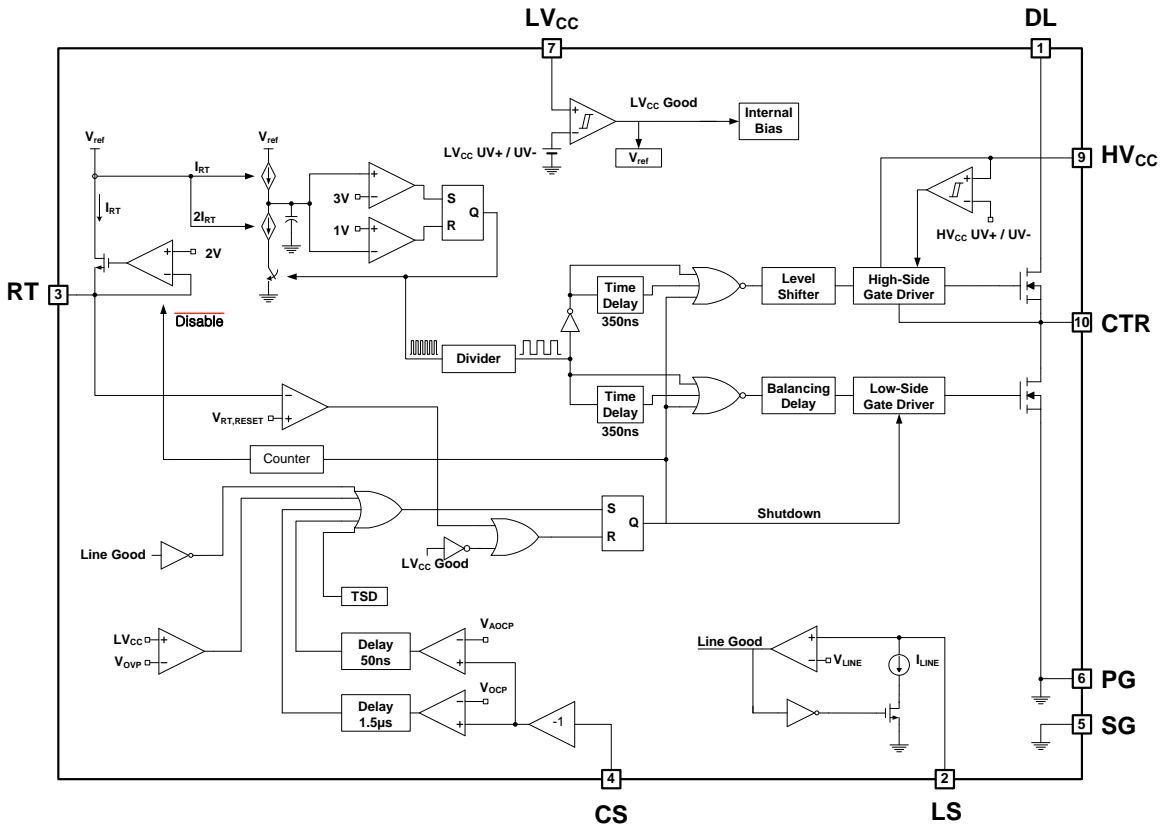 LVCC
DL
7
1
LVCC Good
Internal
Bias
LVCC UV+ / UV-
Vref
9
HVCC
Vref
Vref
IRT
IRT
2IRT
3V
1V
S
R
Q
2V
HVCC UV+ / UV-
RT
3
Disable
Time
Delay
350ns
Level
Shifter
High-Side
Gate Driver
10
CTR
Divider
Time
Delay
350ns
Balancing
Delay
Low-Side
Gate Driver
VRT,RESET
Counter
S
R
Q
Shutdown
Line Good
LVCC Good
TSD
LVCC
VOVP
Delay
50ns
VAOCP
Delay
1.5µs
VOCP
-1
Line Good
VLINE
ILINE
6
PG
5
SG
4
CS
2
LS
+
−
+
−
+
−
+
−
+
−
−
+
+
−
−
+
−
+
+
−